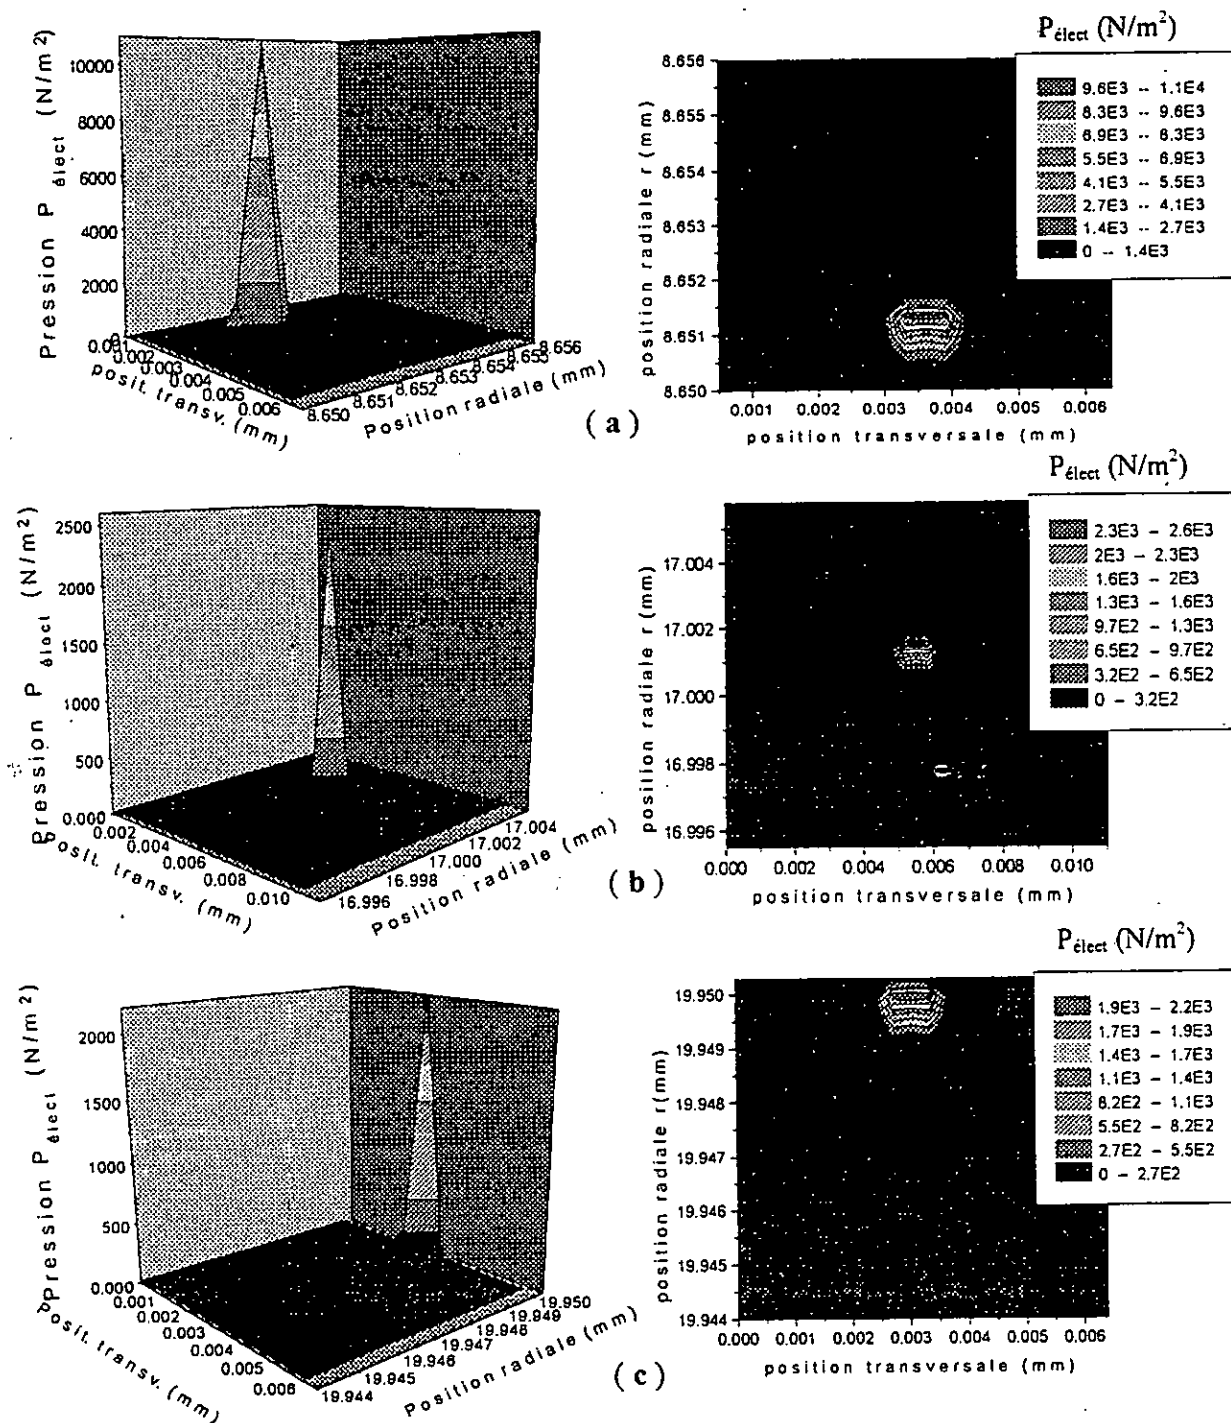 Pression P élect (N/m²)
10000
8000
6000
4000
2000
0
0.001
0.002
0.003
0.004
0.005
0.006
posit. transv. (mm)
8.650
8.651
8.652
8.653
8.654
8.655
8.656
Position radiale (mm)
P élect (N/m²)
9.6E3 -- 1.1E4
8.3E3 -- 9.6E3
6.9E3 -- 8.3E3
5.5E3 -- 6.9E3
4.1E3 -- 5.5E3
2.7E3 -- 4.1E3
1.4E3 -- 2.7E3
0 -- 1.4E3
position radiale r (mm)
8.656
8.655
8.654
8.653
8.652
8.651
8.650
0.001 0.002 0.003 0.004 0.005 0.006
position transversale (mm)
(a)
Pression P élect (N/m²)
2500
2000
1500
1000
500
0.000
0.002
0.004
0.006
0.008
0.010
Posit. transv. (mm)
16.996
16.998
17.000
17.002
17.004
Position radiale (mm)
P élect (N/m²)
2.3E3 – 2.6E3
2E3 – 2.3E3
1.6E3 – 2E3
1.3E3 – 1.6E3
9.7E2 – 1.3E3
6.5E2 – 9.7E2
3.2E2 – 6.5E2
0 – 3.2E2
position radiale r (mm)
17.004
17.002
17.000
16.998
16.996
0.000 0.002 0.004 0.006 0.008 0.010
position transversale (mm)
(b)
Pression P élect (N/m²)
2000
1500
1000
500
0.000
0.001
0.002
0.003
0.004
0.005
0.006
Posit. transv. (mm)
19.944
19.945
19.946
19.947
19.948
19.949
19.950
Position radiale (mm)
P élect (N/m²)
1.9E3 – 2.2E3
1.7E3 – 1.9E3
1.4E3 – 1.7E3
1.1E3 – 1.4E3
8.2E2 – 1.1E3
5.5E2 – 8.2E2
2.7E2 – 5.5E2
0 – 2.7E2
position radiale r(mm)
19.950
19.949
19.948
19.947
19.946
19.945
19.944
0.000 0.001 0.002 0.003 0.004 0.005 0.006
position transversale (mm)
(c)